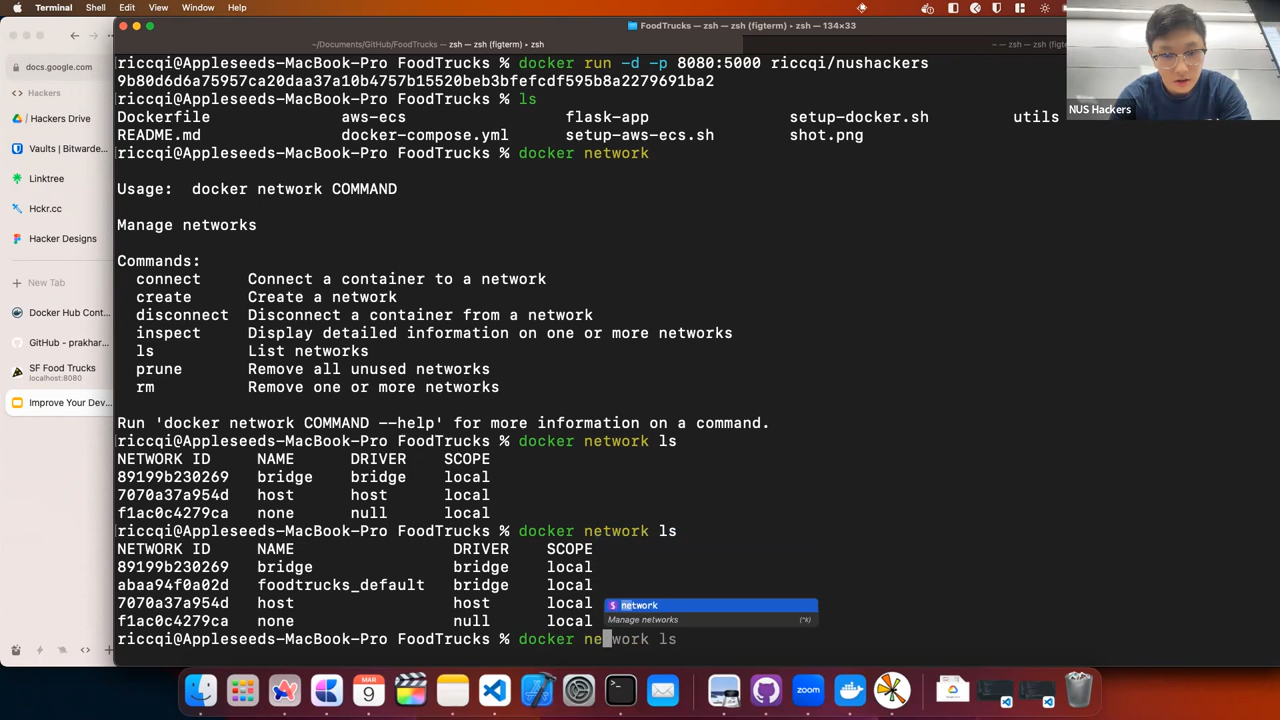 Terminal Shell Edit View Window Help
FoodTrucks — zsh — zsh (figterm) • zsh — 134×33
~/Documents/GitHub/FoodTrucks — zsh — zsh (figterm) • zsh
~ — zsh — zsh (fig
docs.google.com
Hackers
Hackers Drive
Vaults | Bitwarde...
Linktree
Hckr.cc
Hacker Designs
New Tab
Docker Hub Cont...
GitHub - prakhar...
SF Food Trucks
localhost:8080
Improve Your Dev...
riccqi@Appleseeds-MacBook-Pro FoodTrucks % docker run -d -p 8080:5000 riccqi/nushackers
9b80d6d6a75957ca20daa37a10b4757b15520beb3bfefcdf595b8a2279691ba2
riccqi@Appleseeds-MacBook-Pro FoodTrucks % ls
Dockerfile aws-ecs flask-app setup-docker.sh utils
README.md docker-compose.yml setup-aws-ecs.sh shot.png
riccqi@Appleseeds-MacBook-Pro FoodTrucks % docker network
Usage: docker network COMMAND
Manage networks
Commands:
connect Connect a container to a network
create Create a network
disconnect Disconnect a container from a network
inspect Display detailed information on one or more networks
ls List networks
prune Remove all unused networks
rm Remove one or more networks
Run 'docker network COMMAND --help' for more information on a command.
riccqi@Appleseeds-MacBook-Pro FoodTrucks % docker network ls
NETWORK ID NAME DRIVER SCOPE
89199b230269 bridge bridge local
7070a37a954d host host local
f1ac0c4279ca none null local
riccqi@Appleseeds-MacBook-Pro FoodTrucks % docker network ls
NETWORK ID NAME DRIVER SCOPE
89199b230269 bridge bridge local
abaa94f0a02d foodtrucks_default bridge local
7070a37a954d host host local
f1ac0c4279ca none null local
riccqi@Appleseeds-MacBook-Pro FoodTrucks % docker network ls
network
Manage networks (^k)
NUS Hackers
MAR
9
zoom